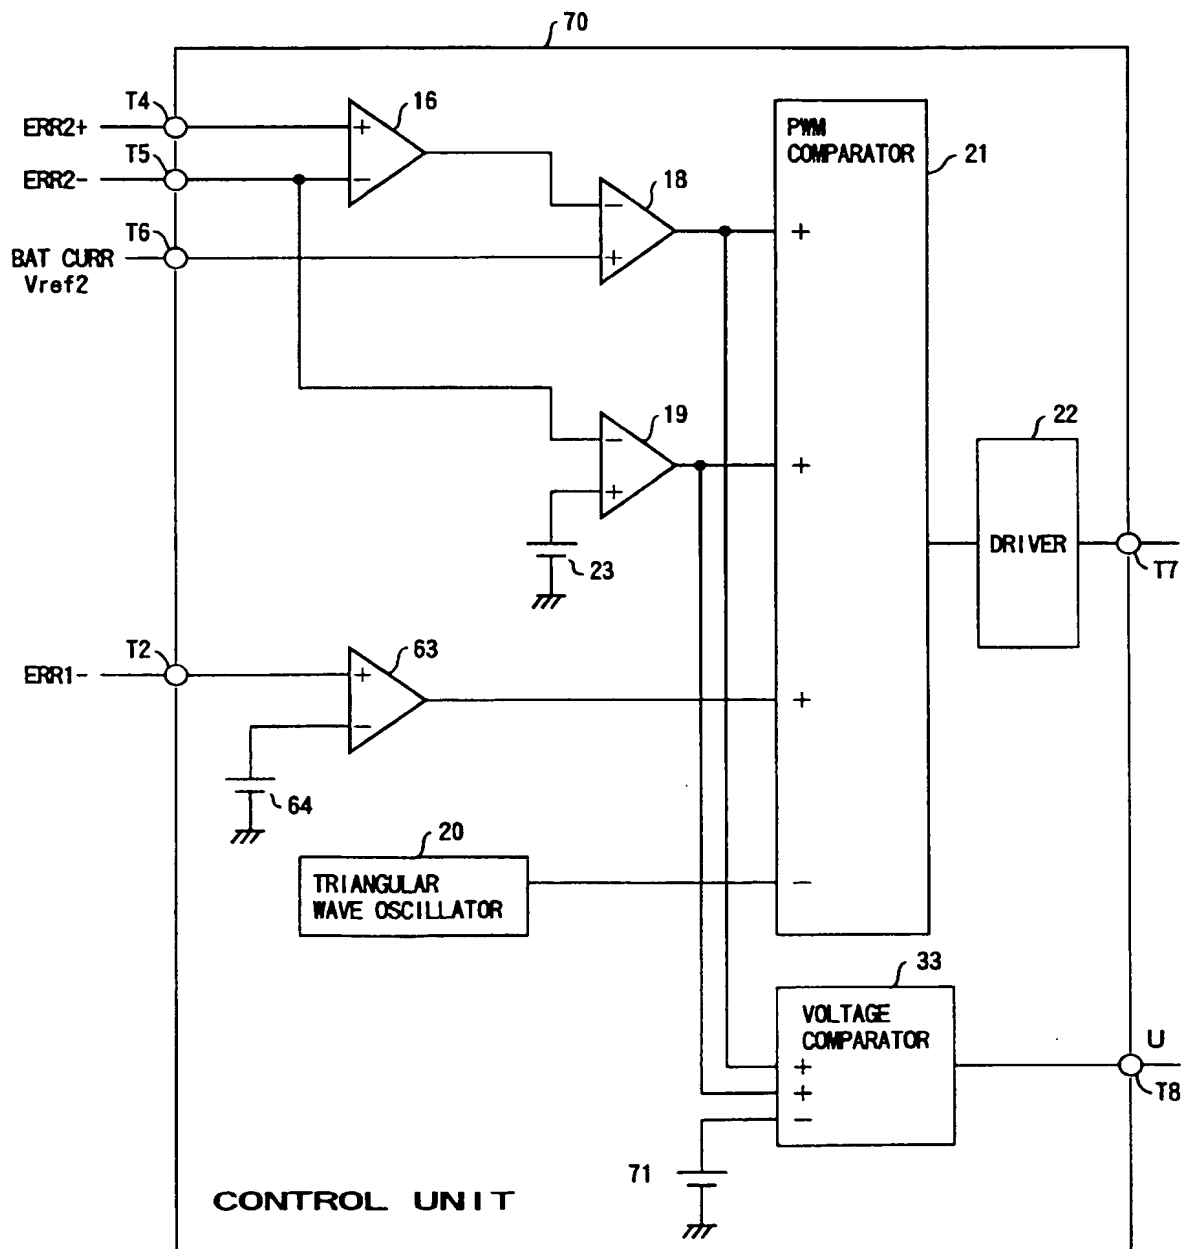 70
T4
16
ERR2+
+
PWM
COMPARATOR
21
T5
ERR2-
-
18
-
T6
+
+
BAT CURR
Vref2
19
22
-
+
+
DRIVER
T7
23
T2
63
ERR1-
+
+
-
64
20
TRIANGULAR
WAVE OSCILLATOR
-
33
VOLTAGE
COMPARATOR
U
+
+
T8
-
71
CONTROL UNIT